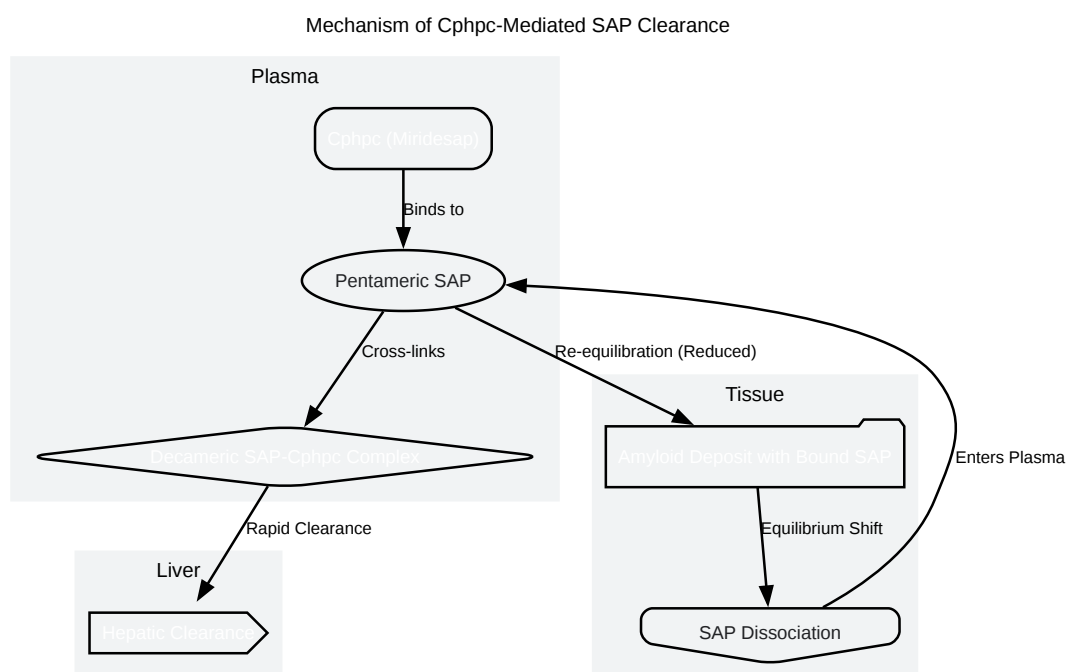 Mechanism of Cphpc-Mediated SAP Clearance
Plasma
Cphpc (Miridesap)
Binds to
Pentameric SAP
Cross-links
Re-equilibration (Reduced)
Tissue
Decameric SAP-Cphpc Complex
Amyloid Deposit with Bound SAP
Enters Plasma
Rapid Clearance
Equilibrium Shift
Liver
Hepatic Clearance
SAP Dissociation